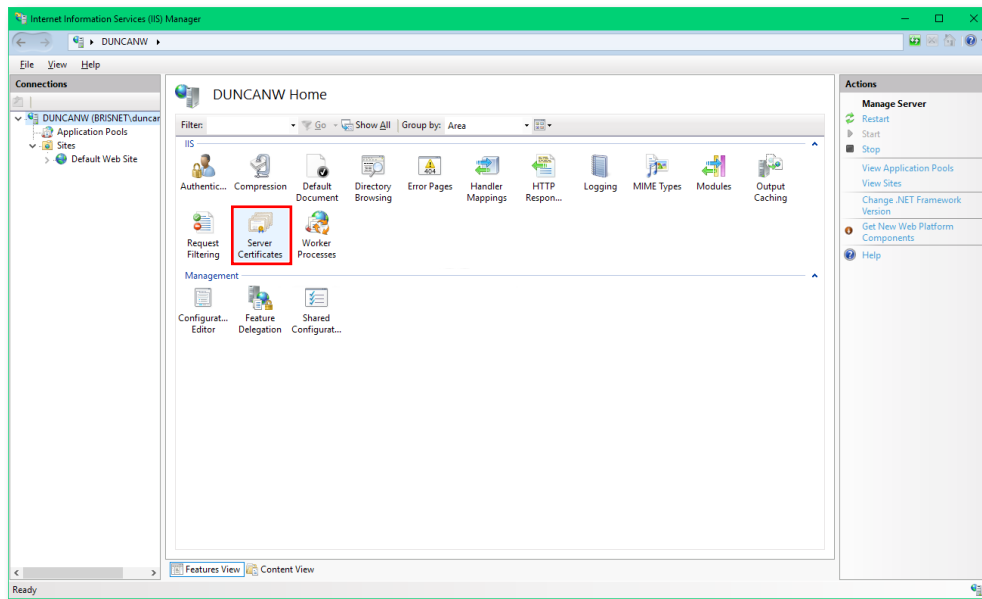 Internet Information Services (IIS) Manager
DUNCANW
File View Help
Connections
DUNCANW (BRISNET\duncar
Application Pools
Sites
Default Web Site
DUNCANW Home
Filter: Go Show All Group by: Area
IIS
Authentic... Compression Default Document Directory Browsing Error Pages Handler Mappings HTTP Respon... Logging MIME Types Modules Output Caching
Request Filtering Server Certificates Worker Processes
Management
Configurat... Editor Feature Delegation Shared Configurat...
Features View Content View
Actions
Manage Server
Restart
Start
Stop
View Application Pools
View Sites
Change .NET Framework
Version
Get New Web Platform
Components
Help
Ready